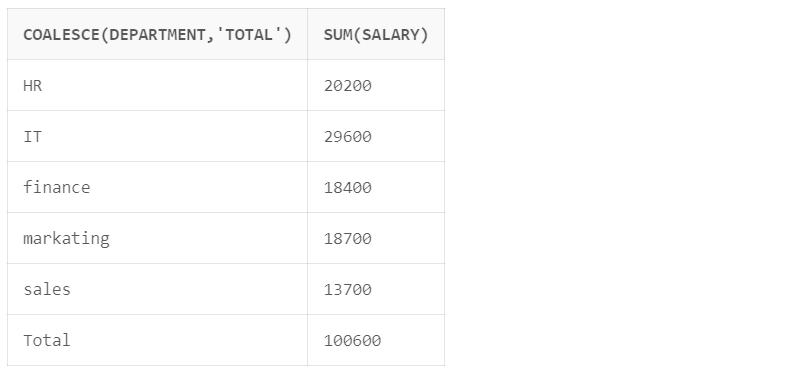 COALESCE(DEPARTMENT,'TOTAL') SUM(SALARY)
HR 20200
IT 29600
finance 18400
markating 18700
sales 13700
Total 100600